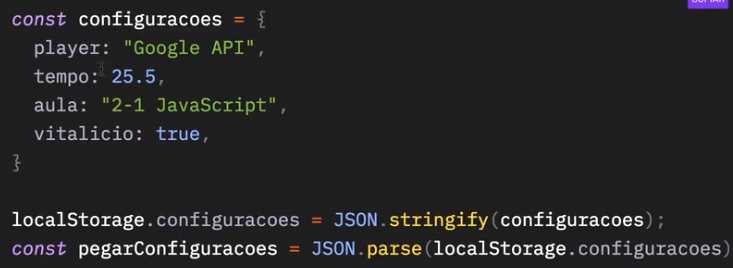 const configuracoes = {
  player: "Google API",
  tempo: 25.5,
  aula: "2-1 JavaScript",
  vitalicio: true,
}

localStorage.configuracoes = JSON.stringify(configuracoes);
const pegarConfiguracoes = JSON.parse(localStorage.configuracoes)